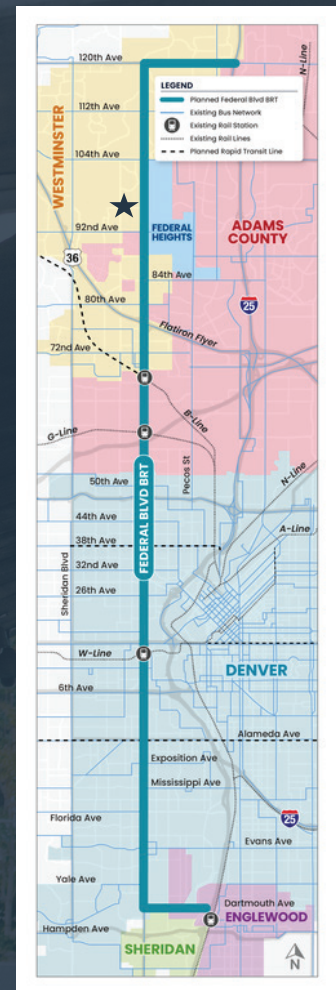 120th Ave
N-Line
LEGEND
Planned Federal Blvd BRT
Existing Bus Network
Existing Rail Station
Existing Rail Lines
Planned Rapid Transit Line
112th Ave
104th Ave
WESTMINSTER
92nd Ave
FEDERAL
HEIGHTS
ADAMS
COUNTY
36
84th Ave
80th Ave
25
Flatiron Flyer
72nd Ave
B-Line
G-Line
Pecos St
N-Line
50th Ave
44th Ave
A-Line
38th Ave
FEDERAL BLVD BRT
32nd Ave
Sheridan Blvd
26th Ave
W-Line
DENVER
6th Ave
Alameda Ave
Exposition Ave
Mississippi Ave
Florida Ave
25
Evans Ave
Yale Ave
Dartmouth Ave
ENGLEWOOD
Hampden Ave
SHERIDAN
N